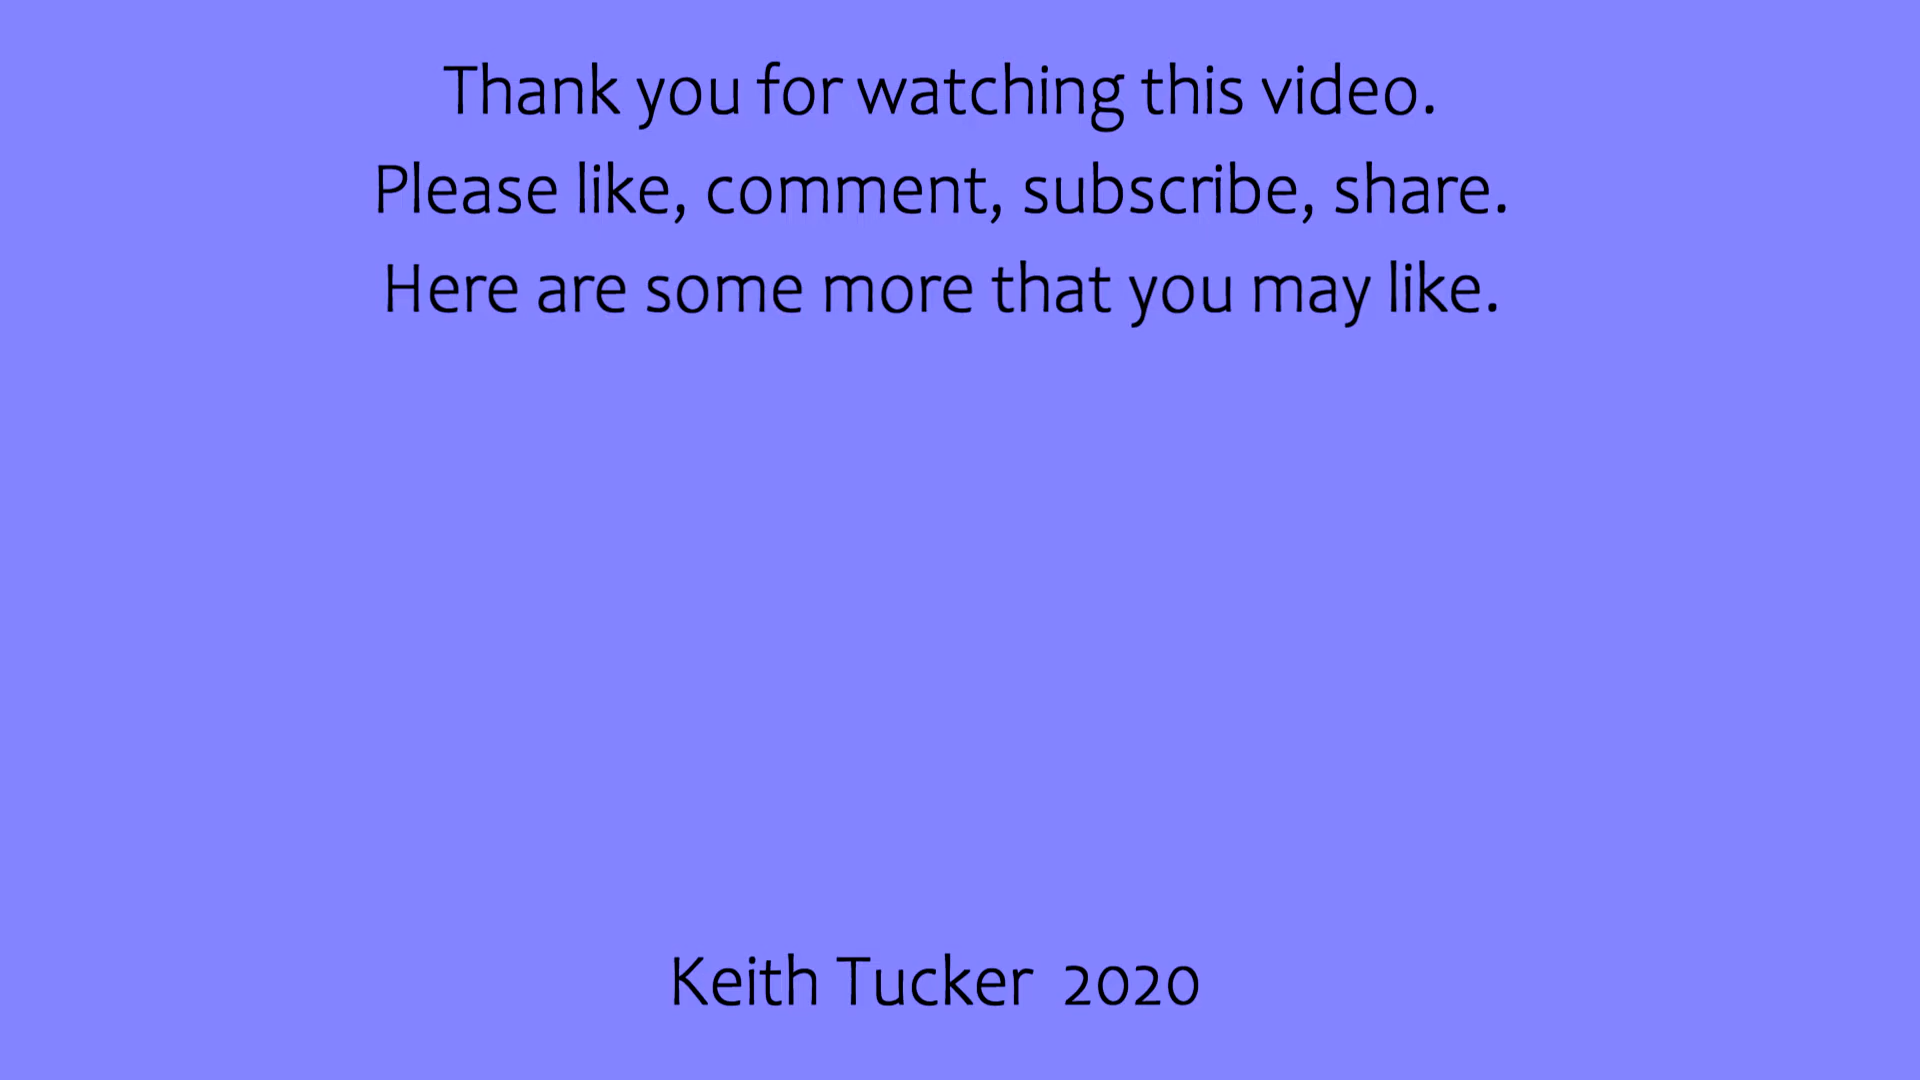 Thank you for watching this video.
Please like, comment, subscribe, share.
Here are some more that you may like.
Keith Tucker 2020